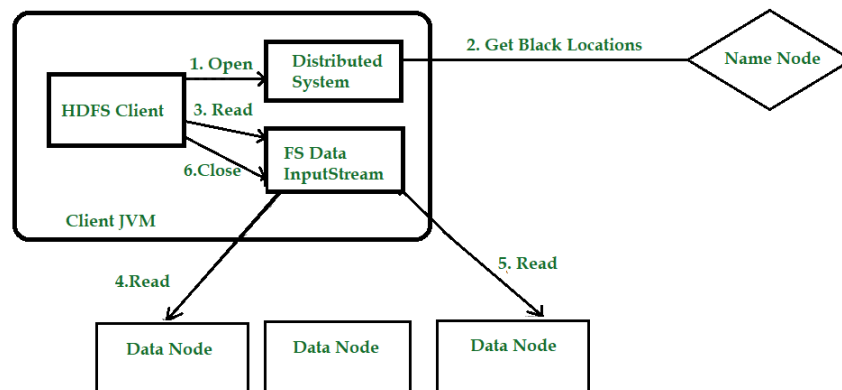 1. Open
Distributed
System
2. Get Black Locations
Name Node
HDFS Client
3. Read
FS Data
InputStream
6.Close
Client JVM
4.Read
5. Read
Data Node
Data Node
Data Node